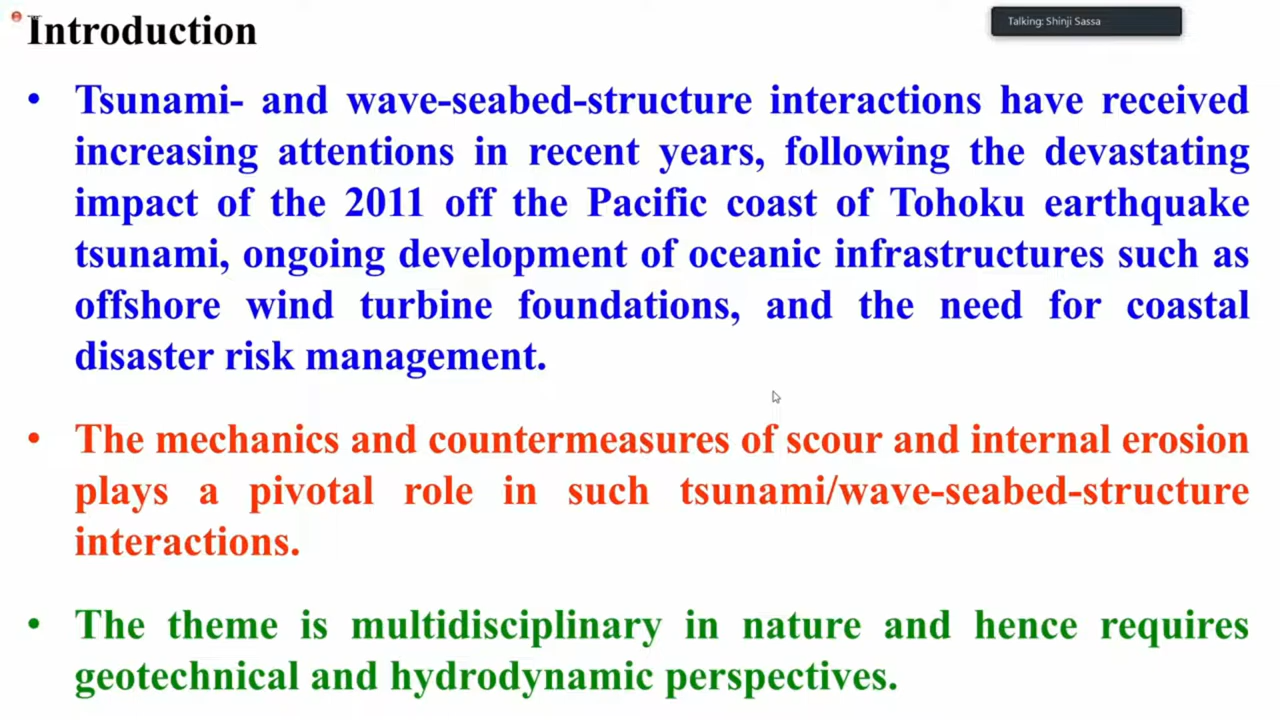 Introduction
Talking: Shinji Sassa
• Tsunami- and wave-seabed-structure interactions have received
increasing attentions in recent years, following the devastating
impact of the 2011 off the Pacific coast of Tohoku earthquake
tsunami, ongoing development of oceanic infrastructures such as
offshore wind turbine foundations, and the need for coastal
disaster risk management.
• The mechanics and countermeasures of scour and internal erosion
plays a pivotal role in such tsunami/wave-seabed-structure
interactions.
• The theme is multidisciplinary in nature and hence requires
geotechnical and hydrodynamic perspectives.